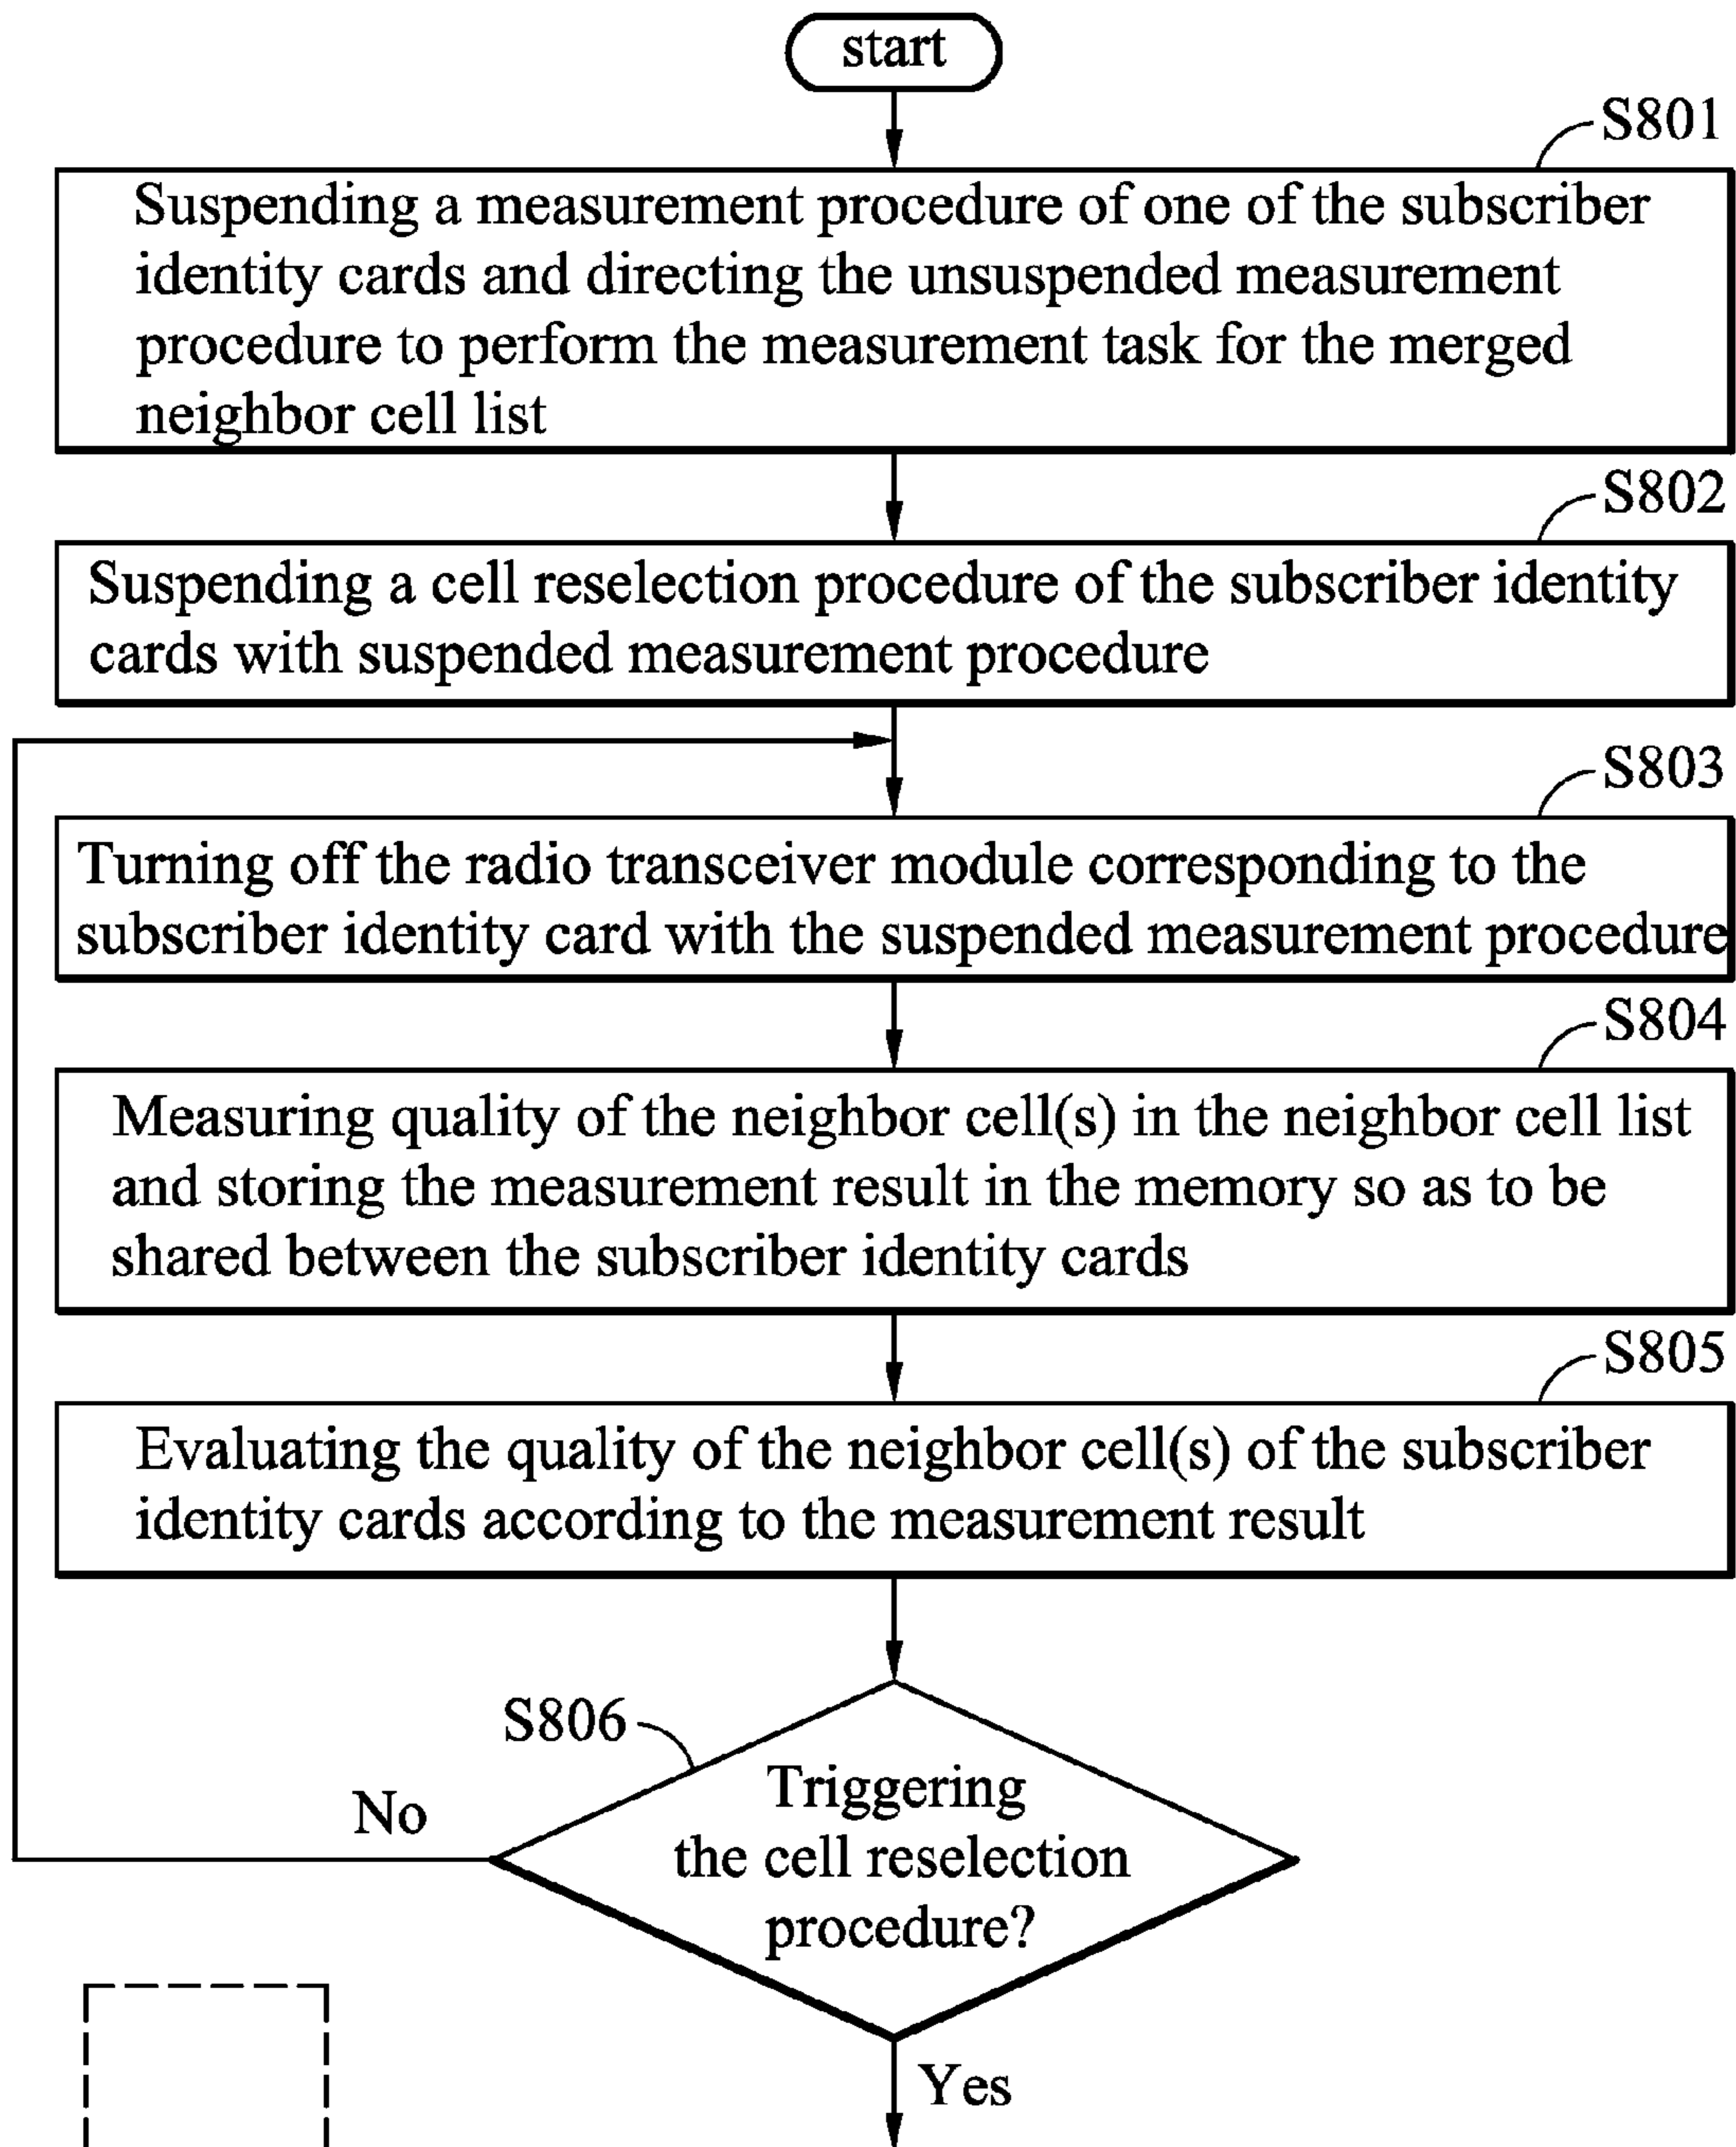 start
S801
Suspending a measurement procedure of one of the subscriber
identity cards and directing the unsuspended measurement
procedure to perform the measurement task for the merged
neighbor cell list
S802
Suspending a cell reselection procedure of the subscriber identity
cards with suspended measurement procedure
S803
Turning off the radio transceiver module corresponding to the
subscriber identity card with the suspended measurement procedure
S804
Measuring quality of the neighbor cell(s) in the neighbor cell list
and storing the measurement result in the memory so as to be
shared between the subscriber identity cards
S805
Evaluating the quality of the neighbor cell(s) of the subscriber
identity cards according to the measurement result
S806
Triggering
the cell reselection
procedure?
No
Yes